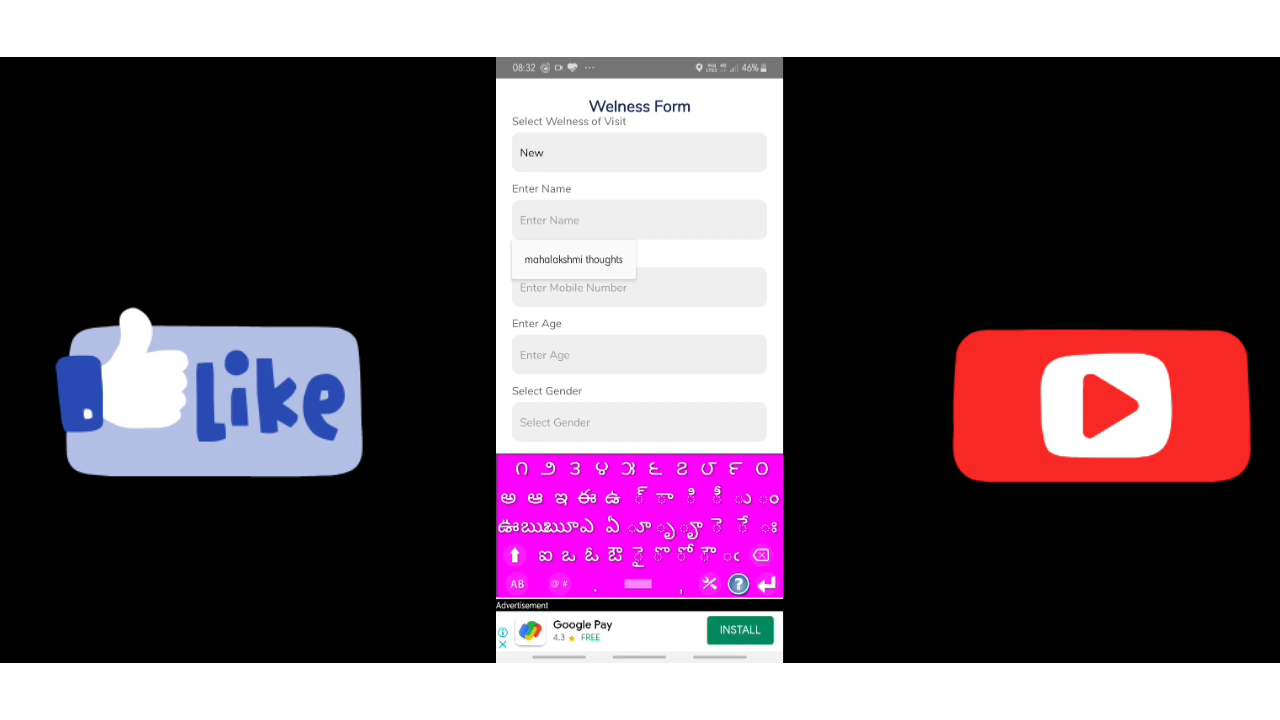 08:32 46%
Welness Form
Select Welness of Visit
New
Enter Name
Enter Name
mahalakshmi thoughts
Enter Mobile Number
Enter Age
Enter Age
Select Gender
Select Gender
Like
౧ ౨ ౩ ౪ ౫ ౬ ౭ ౮ ౯ ౦
అ ఆ ఇ ఈ ఉ ్ ా ి ీ ు ం
ఊ ఋ ౠ ఎ ఏ ూ ృ ౄ ె ే ః
ఐ ఒ ఓ ఔ ై ొ ో ౌ ఁ
AB @ # . , ?
Advertisement
Google Pay
4.3 ★ FREE
INSTALL